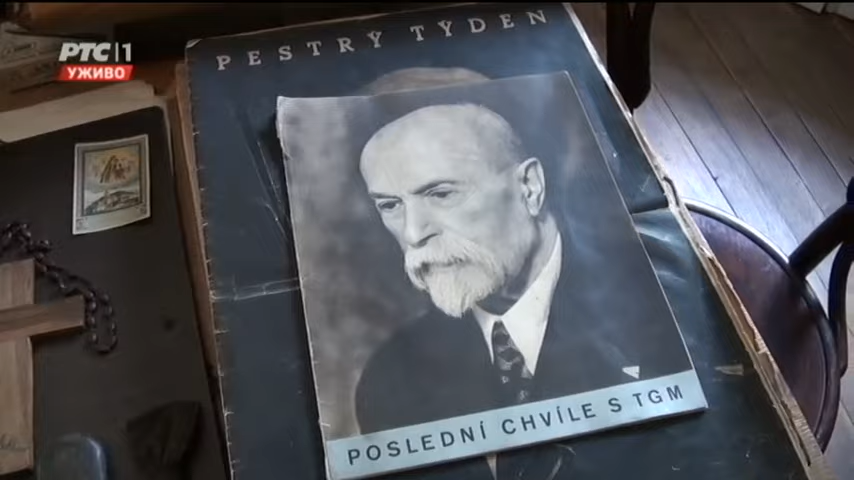 PESTRÝ TÝDEN
РТС|1
УЖИВО
POSLEDNÍ CHVÍLE S TGM